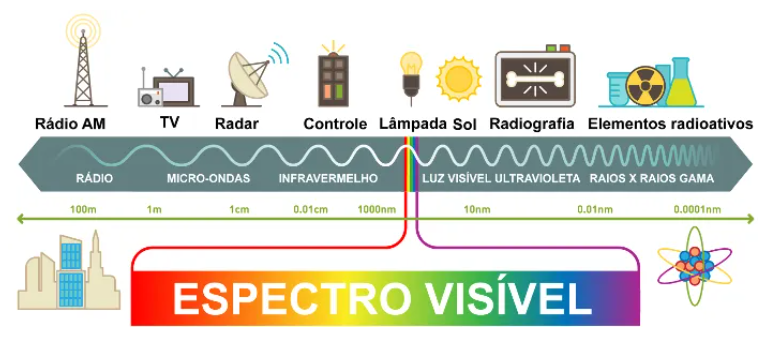 Rádio AM TV Radar Controle Lâmpada Sol Radiografia Elementos radioativos
RÁDIO MICRO-ONDAS INFRAVERMELHO LUZ VISÍVEL ULTRAVIOLETA RAIOS X RAIOS GAMA
100m 1m 1cm 0.01cm 1000nm 10nm 0.01nm 0.0001nm
ESPECTRO VISÍVEL